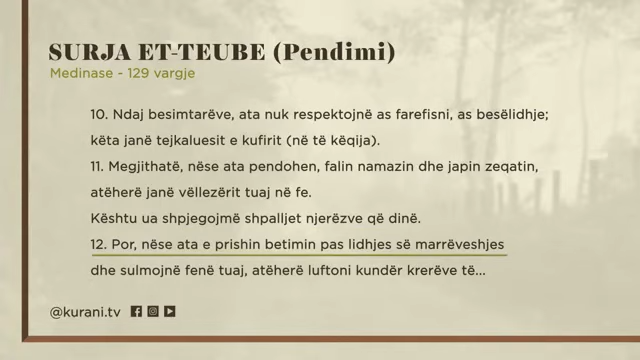 SURJA ET-TEUBE (Pendimi)
Medinase - 129 vargje
10. Ndaj besimtarëve, ata nuk respektojnë as farefisni, as besëlidhje;
këta janë tejkaluesit e kufirit (në të këqija).
11. Megjithatë, nëse ata pendohen, falin namazin dhe japin zeqatin,
atëherë janë vëllezërit tuaj në fe.
Kështu ua shpjegojmë shpalljet njerëzve që dinë.
12. Por, nëse ata e prishin betimin pas lidhjes së marrëveshjes
dhe sulmojnë fenë tuaj, atëherë luftoni kundër krerëve të...
@kurani.tv